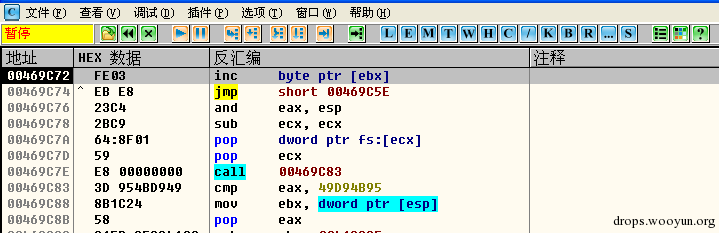 C 文件(F) 查看(V) 调试(D) 插件(P) 选项(T) 窗口(W) 帮助(H)
暂停 L E M T W H C / K B R ... S ?
地址 HEX 数据 反汇编 注释
00469C72 FE03 inc byte ptr [ebx]
00469C74 ^ EB E8 jmp short 00469C5E
00469C76 23C4 and eax, esp
00469C78 2BC9 sub ecx, ecx
00469C7A 64:8F01 pop dword ptr fs:[ecx]
00469C7D 59 pop ecx
00469C7E E8 00000000 call 00469C83
00469C83 3D 954BD949 cmp eax, 49D94B95
00469C88 8B1C24 mov ebx, dword ptr [esp]
00469C8B 58 pop eax
drops.wooyun.org